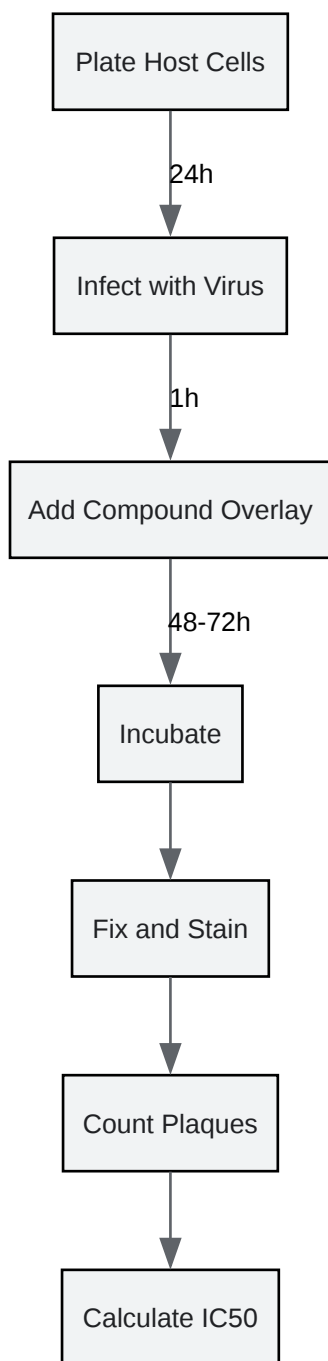 Plate Host Cells
24h
Infect with Virus
1h
Add Compound Overlay
48-72h
Incubate
Fix and Stain
Count Plaques
Calculate IC50